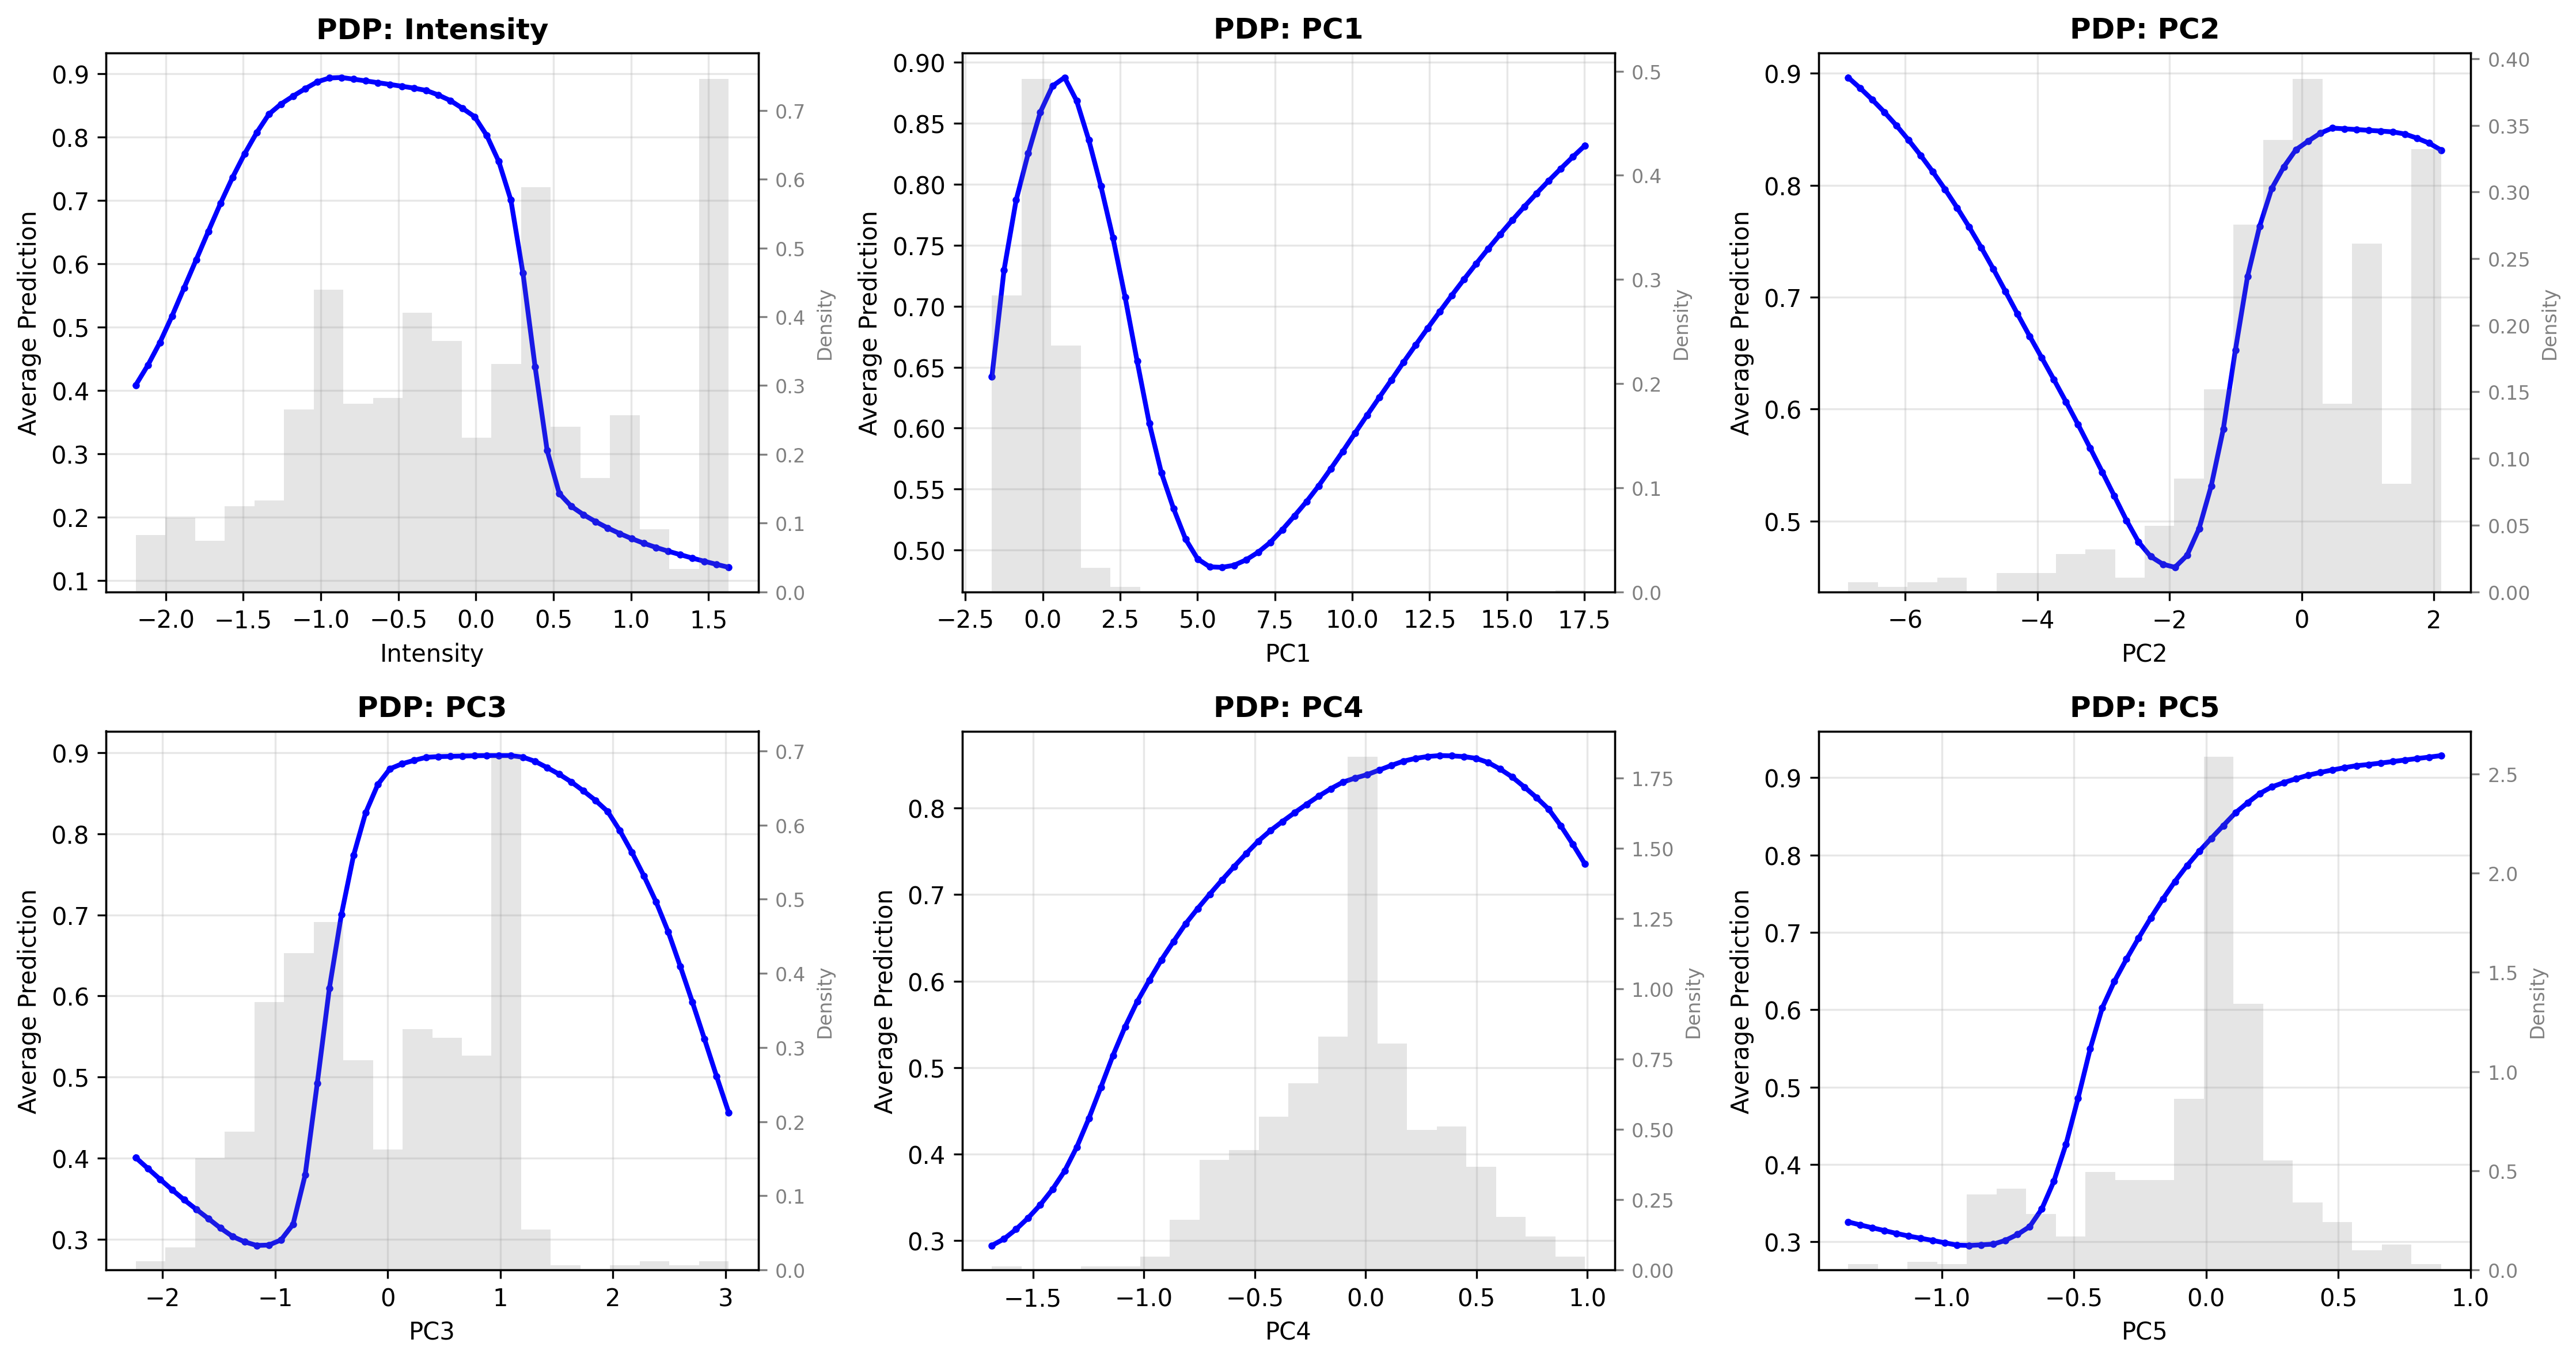 PDP: Intensity
0.9
0.8
0.7
0.6
0.5
0.4
0.3
0.2
0.1
Average Prediction
0.7
0.6
0.5
0.4
0.3
0.2
0.1
0.0
Density
−2.0 −1.5 −1.0 −0.5 0.0 0.5 1.0 1.5
Intensity
PDP: PC1
0.90
0.85
0.80
0.75
0.70
0.65
0.60
0.55
0.50
Average Prediction
0.5
0.4
0.3
0.2
0.1
0.0
Density
−2.5 0.0 2.5 5.0 7.5 10.0 12.5 15.0 17.5
PC1
PDP: PC2
0.9
0.8
0.7
0.6
0.5
Average Prediction
0.40
0.35
0.30
0.25
0.20
0.15
0.10
0.05
0.00
Density
−6 −4 −2 0 2
PC2
PDP: PC3
0.9
0.8
0.7
0.6
0.5
0.4
0.3
Average Prediction
0.7
0.6
0.5
0.4
0.3
0.2
0.1
0.0
Density
−2 −1 0 1 2 3
PC3
PDP: PC4
0.8
0.7
0.6
0.5
0.4
0.3
Average Prediction
1.75
1.50
1.25
1.00
0.75
0.50
0.25
0.00
Density
−1.5 −1.0 −0.5 0.0 0.5 1.0
PC4
PDP: PC5
0.9
0.8
0.7
0.6
0.5
0.4
0.3
Average Prediction
2.5
2.0
1.5
1.0
0.5
0.0
Density
−1.0 −0.5 0.0 0.5 1.0
PC5